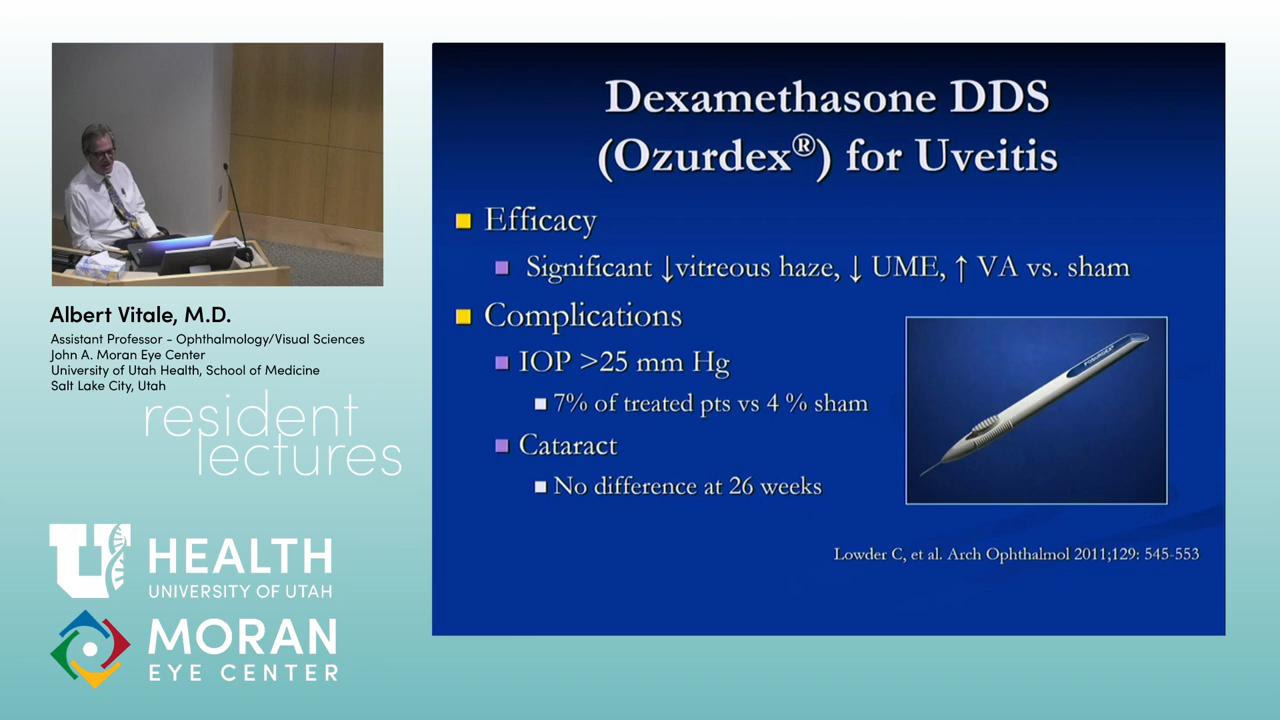 Albert Vitale, M.D.
Assistant Professor - Ophthalmology/Visual Sciences
John A. Moran Eye Center
University of Utah Health, School of Medicine
Salt Lake City, Utah
resident
lectures
U HEALTH
UNIVERSITY OF UTAH
MORAN
EYE CENTER
Dexamethasone DDS
(Ozurdex®) for Uveitis
Efficacy
Significant ↓vitreous haze, ↓ UME, ↑ VA vs. sham
Complications
IOP >25 mm Hg
7% of treated pts vs 4 % sham
Cataract
No difference at 26 weeks
Lowder C, et al. Arch Ophthalmol 2011;129: 545-553